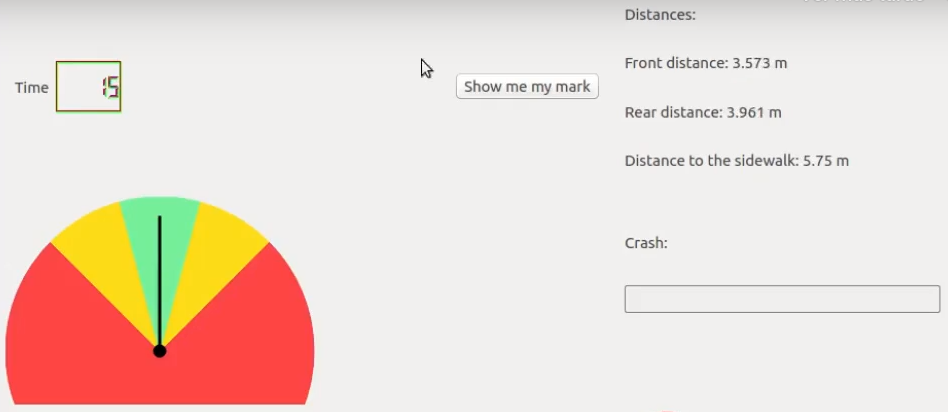 Distances:
Time 15
Show me my mark
Front distance: 3.573 m
Rear distance: 3.961 m
Distance to the sidewalk: 5.75 m
Crash: